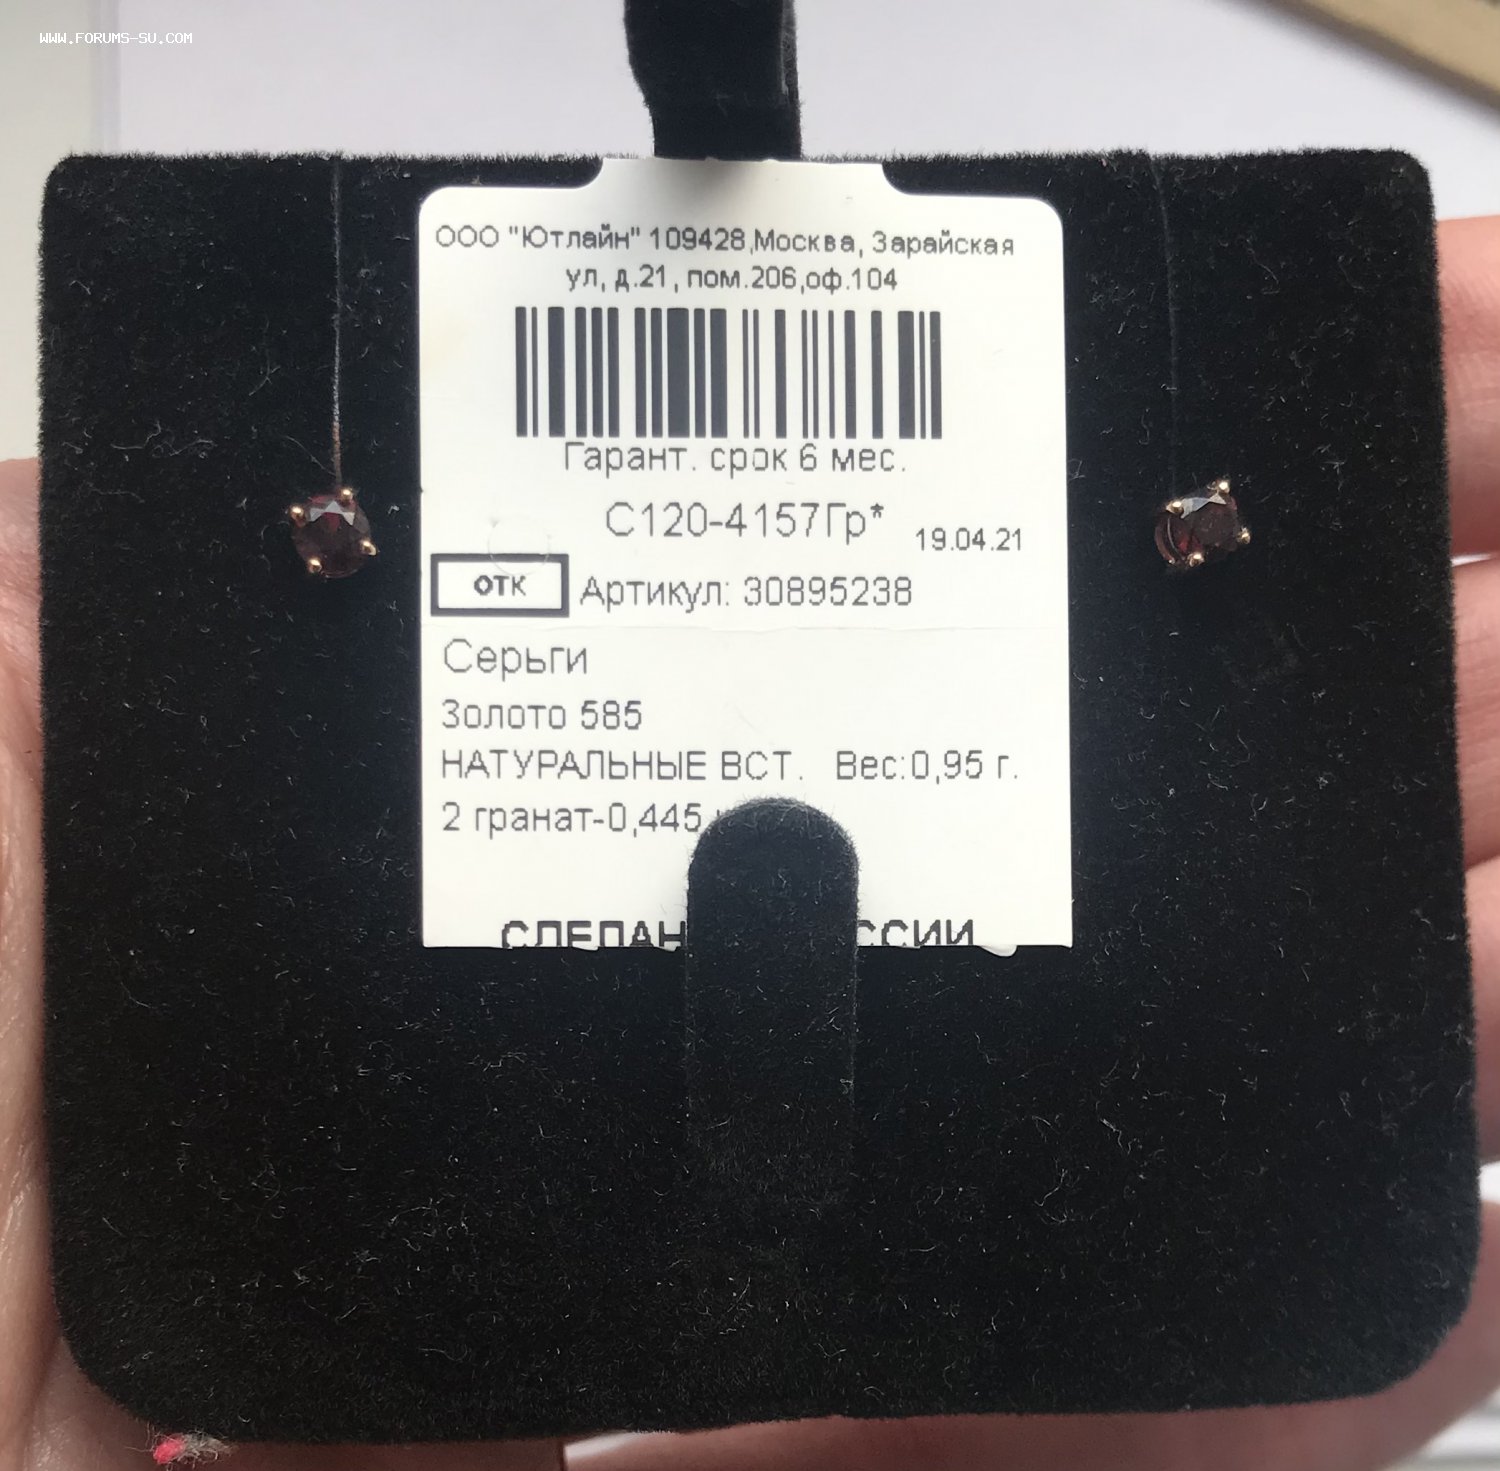 WWW.FORUMS-SU.COM
ООО "Ютлайн" 109428,Москва, Зарайская
ул, д.21, пом.206,оф.104
Гарант. срок 6 мес.
С120-4157Гр*
19.04.21
ОТК
Артикул: 30895238
Серьги
Золото 585
НАТУРАЛЬНЫЕ ВСТ. Вес:0,95 г.
2 гранат-0,445